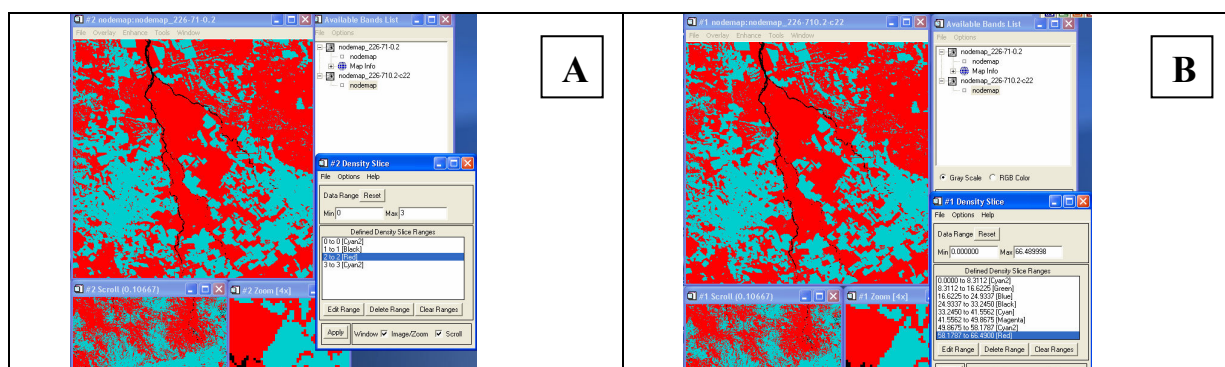 #2 nodemap:nodemap_226-71-0.2
File Overlay Enhance Tools Window
Available Bands List
File Options
nodemap_226-71-0.2
nodemap
Map Info
nodemap_226-710.2-c22
nodemap
A
#2 Density Slice
File Options Help
Data Range Reset
Min 0 Max 3
Defined Density Slice Ranges
0 to 0 [Cyan2]
1 to 1 [Black]
2 to 2 [Red]
3 to 3 [Cyan2]
Edit Range Delete Range Clear Ranges
Apply Window Image/Zoom Scroll
#2 Scroll (0.10667)
#2 Zoom [4x]
#1 nodemap:nodemap_226-710.2-c22
File Overlay Enhance Tools Window
Available Bands List
File Options
nodemap_226-71-0.2
nodemap
Map Info
nodemap_226-710.2-c22
nodemap
B
Gray Scale RGB Color
#1 Density Slice
File Options Help
Data Range Reset
Min 0.000000 Max 66.489998
Defined Density Slice Ranges
0.0000 to 8.3112 [Cyan2]
8.3112 to 16.6225 [Green]
16.6225 to 24.9337 [Blue]
24.9337 to 33.2450 [Black]
33.2450 to 41.5562 [Cyan]
41.5562 to 49.8675 [Magenta]
49.8675 to 58.1787 [Cyan2]
58.1787 to 66.4900 [Red]
Edit Range Delete Range Clear Ranges
#1 Scroll (0.10667)
#1 Zoom [4x]